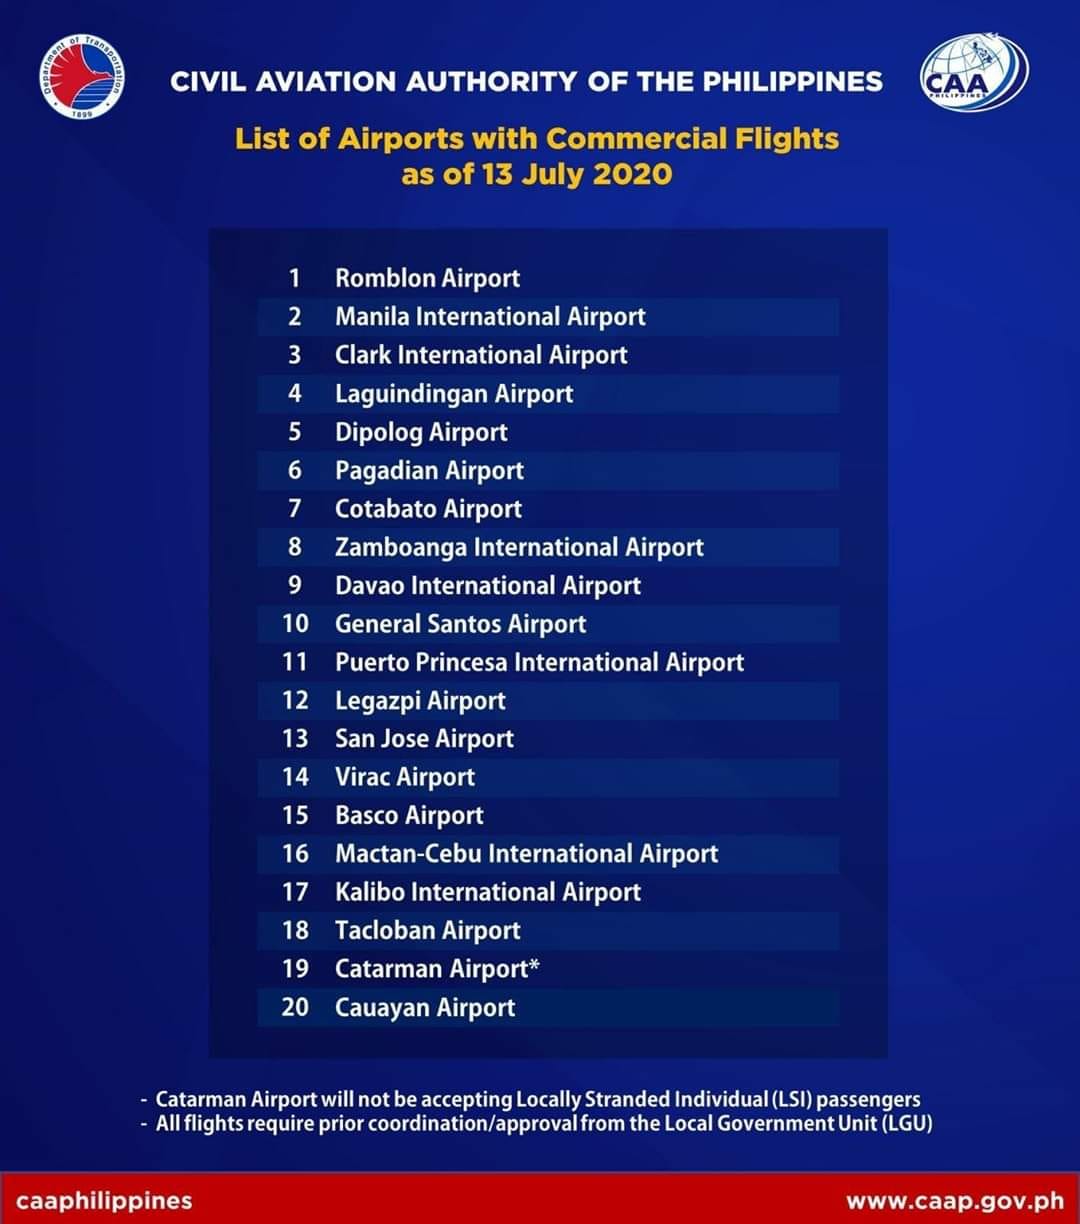 Department of Transportation
1899
CIVIL AVIATION AUTHORITY OF THE PHILIPPINES
CAA
PHILIPPINES
List of Airports with Commercial Flights
as of 13 July 2020
1 Romblon Airport
2 Manila International Airport
3 Clark International Airport
4 Laguindingan Airport
5 Dipolog Airport
6 Pagadian Airport
7 Cotabato Airport
8 Zamboanga International Airport
9 Davao International Airport
10 General Santos Airport
11 Puerto Princesa International Airport
12 Legazpi Airport
13 San Jose Airport
14 Virac Airport
15 Basco Airport
16 Mactan-Cebu International Airport
17 Kalibo International Airport
18 Tacloban Airport
19 Catarman Airport*
20 Cauayan Airport
- Catarman Airport will not be accepting Locally Stranded Individual (LSI) passengers
- All flights require prior coordination/approval from the Local Government Unit (LGU)
caaphilippines
www.caap.gov.ph